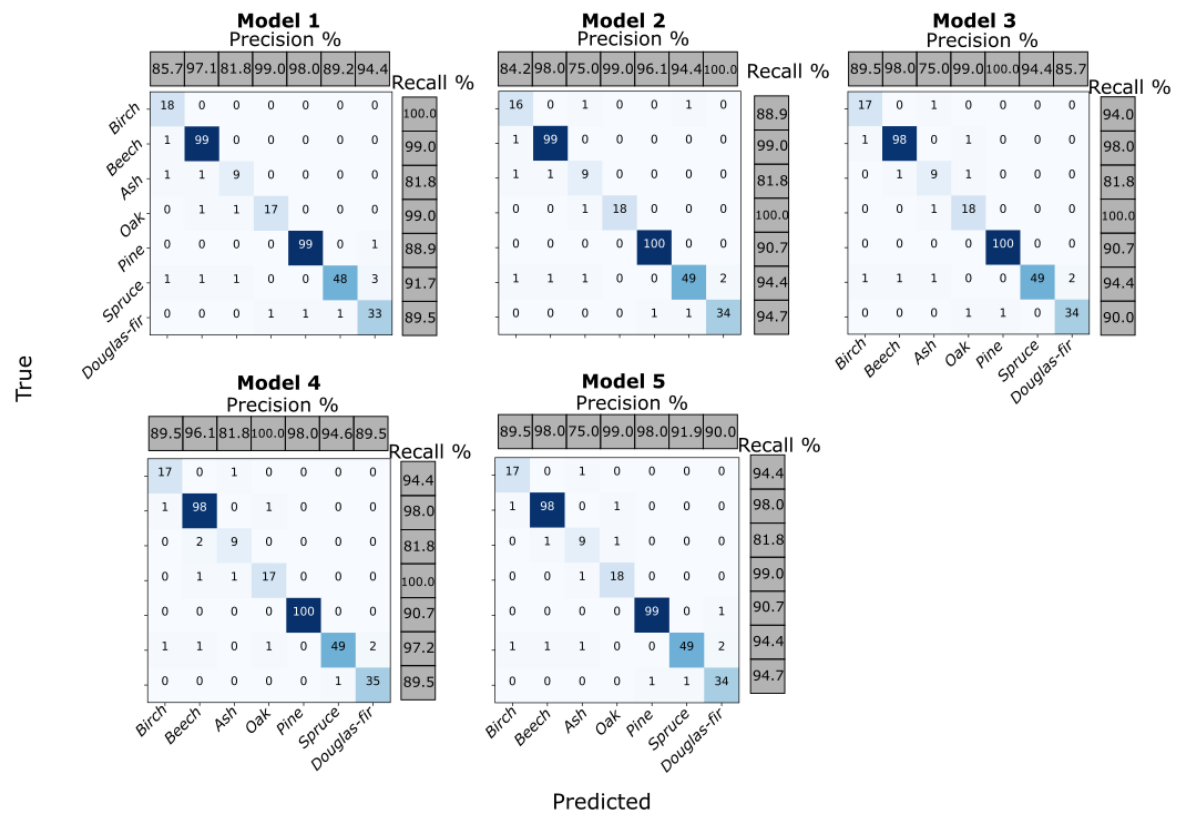 Model 1
Precision %
85.7 97.1 81.8 99.0 98.0 89.2 94.4
Recall %
Birch 18 0 0 0 0 0 0 100.0
Beech 1 99 0 0 0 0 0 99.0
Ash 1 1 9 0 0 0 0 81.8
Oak 0 1 1 17 0 0 0 99.0
Pine 0 0 0 0 99 0 1 88.9
Spruce 1 1 1 0 0 48 3 91.7
Douglas-fir 0 0 0 1 1 1 33 89.5
Model 2
Precision %
84.2 98.0 75.0 99.0 96.1 94.4 100.0
Recall %
16 0 1 0 0 1 0 88.9
1 99 0 0 0 0 0 99.0
1 1 9 0 0 0 0 81.8
0 0 1 18 0 0 0 100.0
0 0 0 0 100 0 0 90.7
1 1 1 0 0 49 2 94.4
0 0 0 0 1 1 34 94.7
Model 3
Precision %
89.5 98.0 75.0 99.0 100.0 94.4 85.7
Recall %
17 0 1 0 0 0 0 94.0
1 98 0 1 0 0 0 98.0
0 1 9 1 0 0 0 81.8
0 0 1 18 0 0 0 100.0
0 0 0 0 100 0 0 90.7
1 1 1 0 0 49 2 94.4
0 0 0 1 1 0 34 90.0
Birch Beech Ash Oak Pine Spruce Douglas-fir
True
Model 4
Precision %
89.5 96.1 81.8 100.0 98.0 94.6 89.5
Recall %
17 0 1 0 0 0 0 94.4
1 98 0 1 0 0 0 98.0
0 2 9 0 0 0 0 81.8
0 1 1 17 0 0 0 100.0
0 0 0 0 100 0 0 90.7
1 1 0 1 0 49 2 97.2
0 0 0 0 0 1 35 89.5
Birch Beech Ash Oak Pine Spruce Douglas-fir
Model 5
Precision %
89.5 98.0 75.0 99.0 98.0 91.9 90.0
Recall %
17 0 1 0 0 0 0 94.4
1 98 0 1 0 0 0 98.0
0 1 9 1 0 0 0 81.8
0 0 1 18 0 0 0 99.0
0 0 0 0 99 0 1 90.7
1 1 1 0 0 49 2 94.4
0 0 0 0 1 1 34 94.7
Birch Beech Ash Oak Pine Spruce Douglas-fir
Predicted